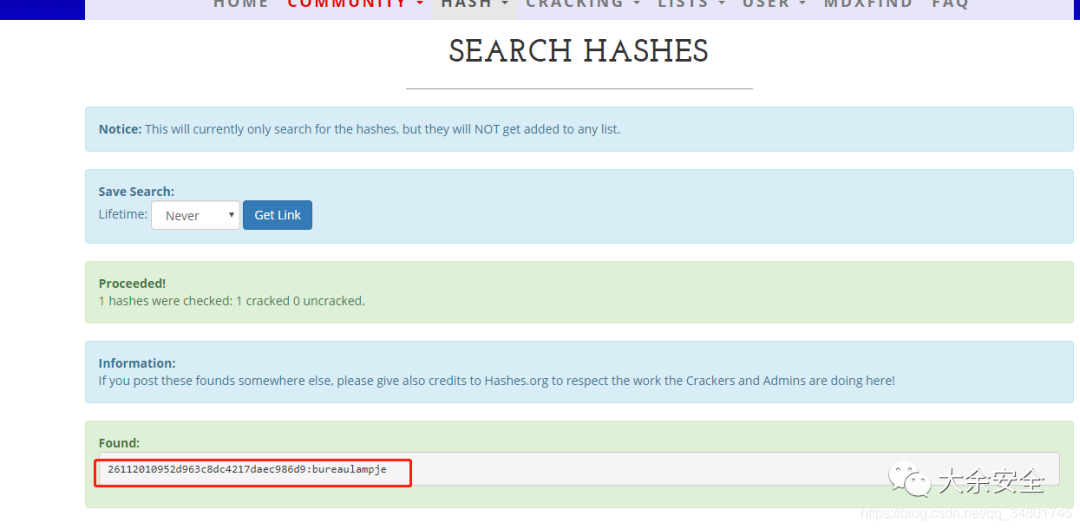 HOME COMMUNITY HASH CRACKING LISTS USER MDXFIND FAQ
SEARCH HASHES
Notice: This will currently only search for the hashes, but they will NOT get added to any list.
Save Search:
Lifetime: Never Get Link
Proceeded!
1 hashes were checked: 1 cracked 0 uncracked.
Information:
If you post these founds somewhere else, please give also credits to Hashes.org to respect the work the Crackers and Admins are doing here!
Found:
26112010952d963c8dc4217daec986d9:bureaulampje
大余安全
https://blog.csdn.net/qq_34801745